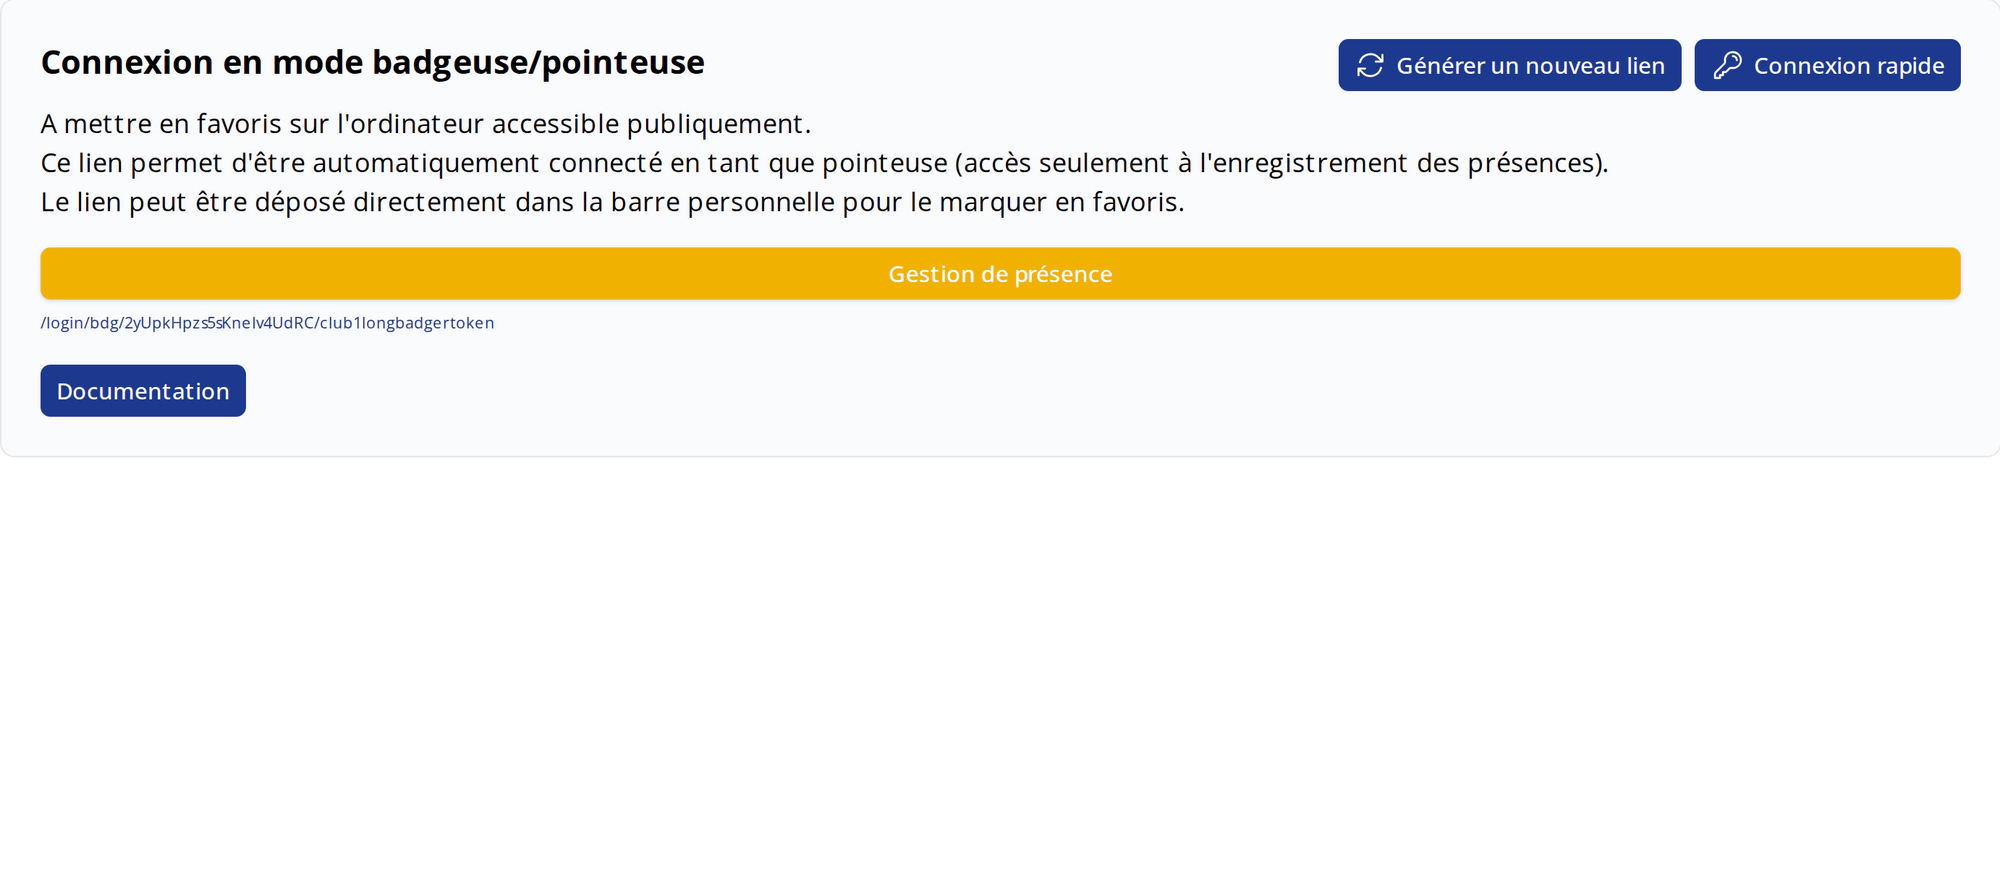 Connexion en mode badgeuse/pointeuse
Générer un nouveau lien
Connexion rapide
A mettre en favoris sur l'ordinateur accessible publiquement.
Ce lien permet d'être automatiquement connecté en tant que pointeuse (accès seulement à l'enregistrement des présences).
Le lien peut être déposé directement dans la barre personnelle pour le marquer en favoris.
Gestion de présence
/login/bdg/2yUpkHpzs5sKneIv4UdRC/club1longbadgertoken
Documentation